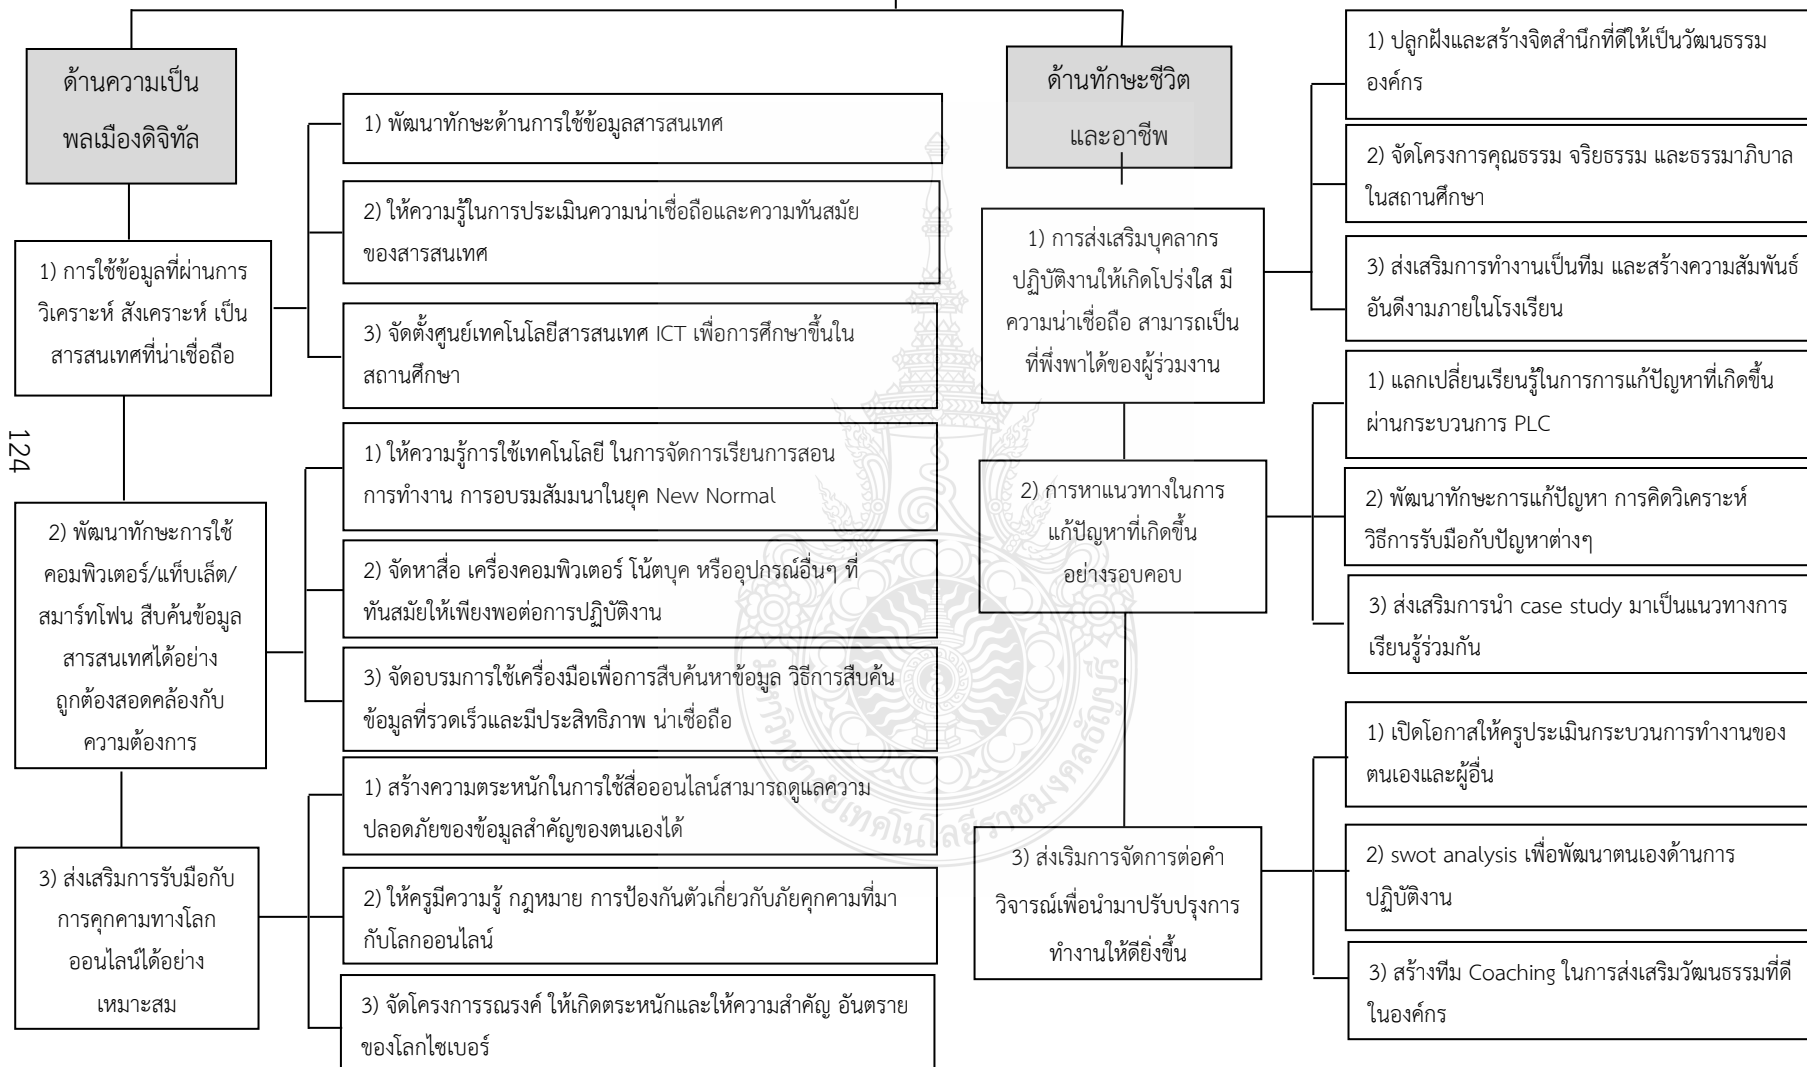 ด้านความเป็น
พลเมืองดิจิทัล
1) การใช้ข้อมูลที่ผ่านการ
วิเคราะห์ สังเคราะห์ เป็น
สารสนเทศที่น่าเชื่อถือ
1) พัฒนาทักษะด้านการใช้ข้อมูลสารสนเทศ
2) ให้ความรู้ในการประเมินความน่าเชื่อถือและความทันสมัย
ของสารสนเทศ
3) จัดตั้งศูนย์เทคโนโลยีสารสนเทศ ICT เพื่อการศึกษาขึ้นใน
สถานศึกษา
2) พัฒนาทักษะการใช้
คอมพิวเตอร์/แท็บเล็ต/
สมาร์ทโฟน สืบค้นข้อมูล
สารสนเทศได้อย่าง
ถูกต้องสอดคล้องกับ
ความต้องการ
1) ให้ความรู้การใช้เทคโนโลยี ในการจัดการเรียนการสอน
การทำงาน การอบรมสัมมนาในยุค New Normal
2) จัดหาสื่อ เครื่องคอมพิวเตอร์ โน้ตบุค หรืออุปกรณ์อื่นๆ ที่
ทันสมัยให้เพียงพอต่อการปฏิบัติงาน
3) จัดอบรมการใช้เครื่องมือเพื่อการสืบค้นหาข้อมูล วิธีการสืบค้น
ข้อมูลที่รวดเร็วและมีประสิทธิภาพ น่าเชื่อถือ
3) ส่งเสริมการรับมือกับ
การคุกคามทางโลก
ออนไลน์ได้อย่าง
เหมาะสม
1) สร้างความตระหนักในการใช้สื่อออนไลน์สามารถดูแลความ
ปลอดภัยของข้อมูลสำคัญของตนเองได้
2) ให้ครูมีความรู้ กฎหมาย การป้องกันตัวเกี่ยวกับภัยคุกคามที่มา
กับโลกออนไลน์
3) จัดโครงการรณรงค์ ให้เกิดตระหนักและให้ความสำคัญ อันตราย
ของโลกไซเบอร์
ด้านทักษะชีวิต
และอาชีพ
1) การส่งเสริมบุคลากร
ปฏิบัติงานให้เกิดโปร่งใส มี
ความน่าเชื่อถือ สามารถเป็น
ที่พึ่งพาได้ของผู้ร่วมงาน
1) ปลูกฝังและสร้างจิตสำนึกที่ดีให้เป็นวัฒนธรรม
องค์กร
2) จัดโครงการคุณธรรม จริยธรรม และธรรมาภิบาล
ในสถานศึกษา
3) ส่งเสริมการทำงานเป็นทีม และสร้างความสัมพันธ์
อันดีงามภายในโรงเรียน
2) การหาแนวทางในการ
แก้ปัญหาที่เกิดขึ้น
อย่างรอบคอบ
1) แลกเปลี่ยนเรียนรู้ในการการแก้ปัญหาที่เกิดขึ้น
ผ่านกระบวนการ PLC
2) พัฒนาทักษะการแก้ปัญหา การคิดวิเคราะห์
วิธีการรับมือกับปัญหาต่างๆ
3) ส่งเสริมการนำ case study มาเป็นแนวทางการ
เรียนรู้ร่วมกัน
3) ส่งเริมการจัดการต่อคำ
วิจารณ์เพื่อนำมาปรับปรุงการ
ทำงานให้ดียิ่งขึ้น
1) เปิดโอกาสให้ครูประเมินกระบวนการทำงานของ
ตนเองและผู้อื่น
2) swot analysis เพื่อพัฒนาตนเองด้านการ
ปฏิบัติงาน
3) สร้างทีม Coaching ในการส่งเสริมวัฒนธรรมที่ดี
ในองค์กร
124
มหาวิทยาลัยเทคโนโลยีราชมงคลธัญบุรี